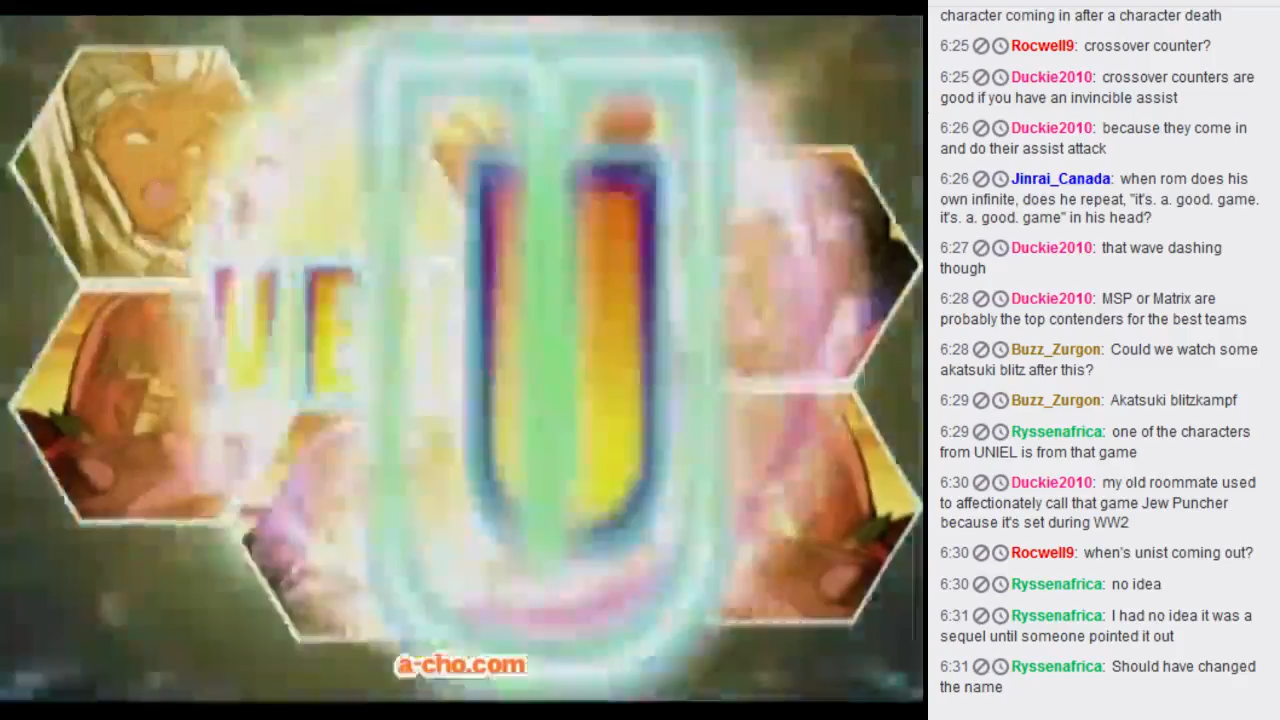 character coming in after a character death
6:25 Rocwell9: crossover counter?
6:25 Duckie2010: crossover counters are
good if you have an invincible assist
6:26 Duckie2010: because they come in
and do their assist attack
6:26 Jinrai_Canada: when rom does his
own infinite, does he repeat, "it's. a. good. game.
it's. a. good. game" in his head?
6:27 Duckie2010: that wave dashing
though
6:28 Duckie2010: MSP or Matrix are
probably the top contenders for the best teams
6:28 Buzz_Zurgon: Could we watch some
akatsuki blitz after this?
6:29 Buzz_Zurgon: Akatsuki blitzkampf
6:29 Ryssenafrica: one of the characters
from UNIEL is from that game
6:30 Duckie2010: my old roommate used
to affectionately call that game Jew Puncher
because it's set during WW2
6:30 Rocwell9: when's unist coming out?
6:30 Ryssenafrica: no idea
6:31 Ryssenafrica: I had no idea it was a
sequel until someone pointed it out
6:31 Ryssenafrica: Should have changed
the name
VE
U
a-cho.com